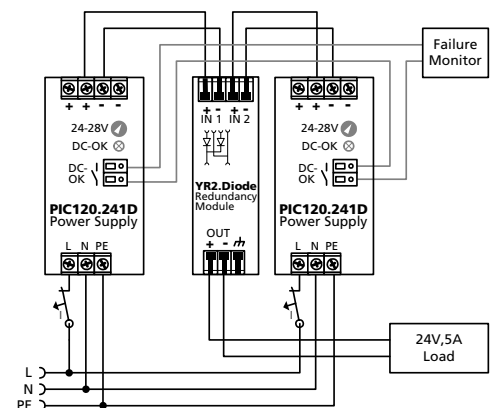 Failure
Monitor
+ + - -
24-28V
DC-OK
DC-
OK
PIC120.241D
Power Supply
L N PE
I
+ - + -
IN 1 IN 2
YR2.Diode
Redundancy
Module
OUT
+ -
+ + - -
24-28V
DC-OK
DC-
OK
PIC120.241D
Power Supply
L N PE
I
24V,5A
Load
L
N
PE